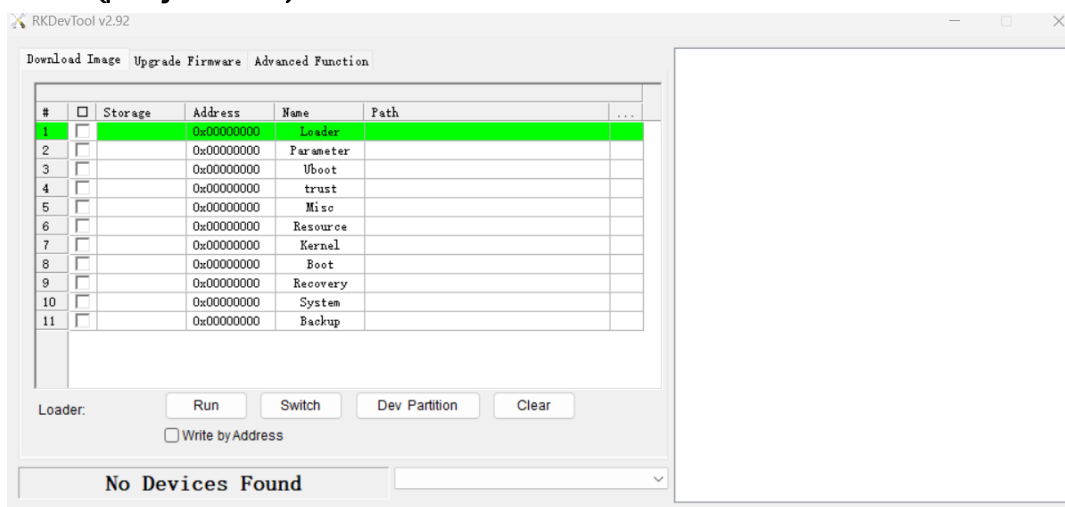 RKDevTool v2.92
Download Image Upgrade Firmware Advanced Function
# Storage Address Name Path ...
1 0x00000000 Loader
2 0x00000000 Parameter
3 0x00000000 Uboot
4 0x00000000 trust
5 0x00000000 Misc
6 0x00000000 Resource
7 0x00000000 Kernel
8 0x00000000 Boot
9 0x00000000 Recovery
10 0x00000000 System
11 0x00000000 Backup
Loader: Run Switch Dev Partition Clear
Write by Address
No Devices Found